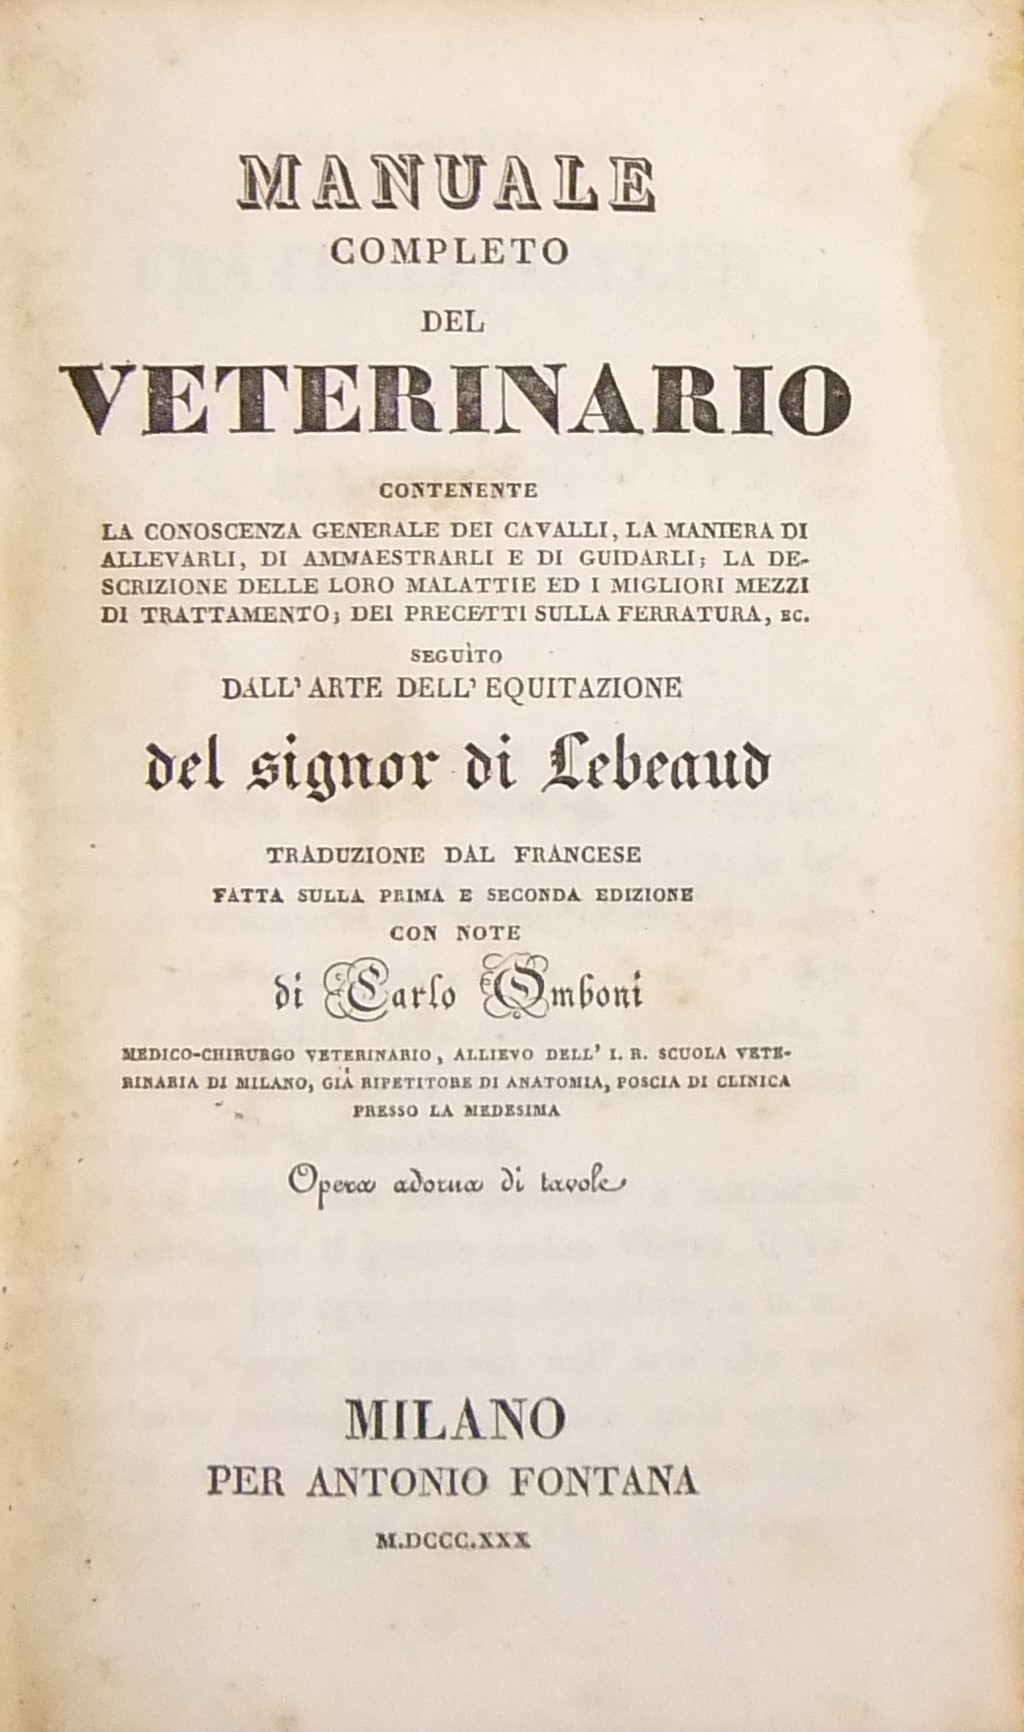 MANUALE
COMPLETO
DEL
VETERINARIO
CONTENENTE
LA CONOSCENZA GENERALE DEI CAVALLI, LA MANIERA DI
ALLEVARLI, DI AMMAESTRARLI E DI GUIDARLI; LA DE-
SCRIZIONE DELLE LORO MALATTIE ED I MIGLIORI MEZZI
DI TRATTAMENTO; DEI PRECETTI SULLA FERRATURA, EC.
SEGUÌTO
DALL' ARTE DELL' EQUITAZIONE
del signor di Lebeaud
TRADUZIONE DAL FRANCESE
FATTA SULLA PRIMA E SECONDA EDIZIONE
CON NOTE
di Carlo Omboni
MEDICO-CHIRURGO VETERINARIO, ALLIEVO DELL' I. R. SCUOLA VETE-
RINARIA DI MILANO, GIÀ RIPETITORE DI ANATOMIA, POSCIA DI CLINICA
PRESSO LA MEDESIMA
Opera adorna di tavole
MILANO
PER ANTONIO FONTANA
M.DCCC.XXX